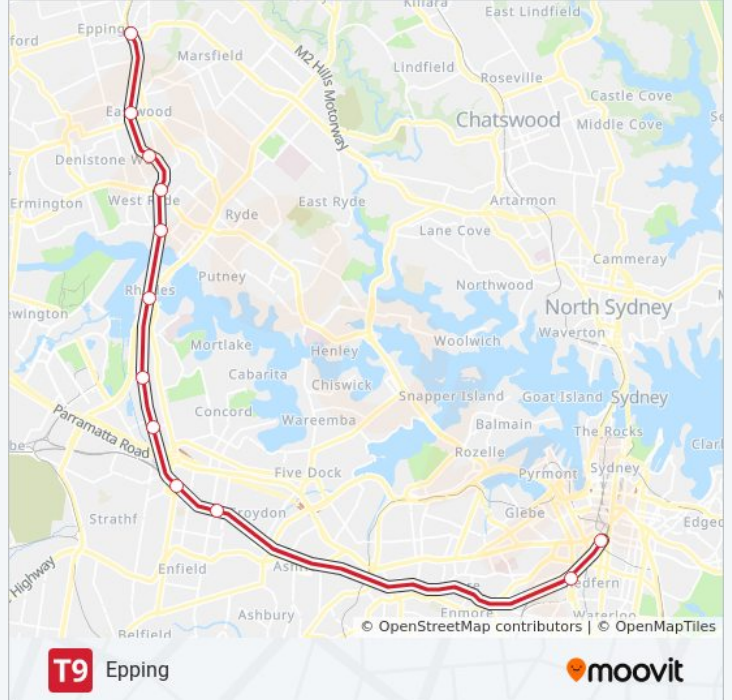 Killara
East Lindfield
Epping
ford
Marsfield
M2 Hills Motorway
Lindfield
Roseville
Castle Cove
Chatswood
Middle Cove
Eastwood
Denistone W
Ermington
West Ryde
East Ryde
Artarmon
Ryde
Lane Cove
Cammeray
Putney
Northwood
Rhodes
North Sydney
ewington
Waverton
Mortlake
Henley
Woolwich
Cabarita
Chiswick
Snapper Island
Goat Island
Sydney
Concord
Wareemba
Balmain
The Rocks
Parramatta Road
Rozelle
Clar
Five Dock
Pyrmont
Sydney
Strathf
Croydon
Glebe
Edgec
Highway
Enfield
Ash
Redfern
Ashbury
Enmore
Waterloo
Belfield
© OpenStreetMap contributors | © OpenMapTiles
T9 Epping
moovit